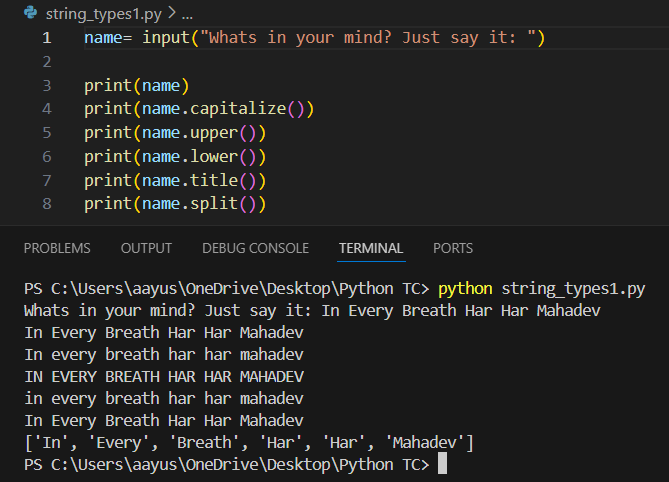 string_types1.py > ...
1 name= input("Whats in your mind? Just say it: ")
2
3 print(name)
4 print(name.capitalize())
5 print(name.upper())
6 print(name.lower())
7 print(name.title())
8 print(name.split())
PROBLEMS OUTPUT DEBUG CONSOLE TERMINAL PORTS
PS C:\Users\aayus\OneDrive\Desktop\Python TC> python string_types1.py
Whats in your mind? Just say it: In Every Breath Har Har Mahadev
In Every Breath Har Har Mahadev
In every breath har har mahadev
IN EVERY BREATH HAR HAR MAHADEV
in every breath har har mahadev
In Every Breath Har Har Mahadev
['In', 'Every', 'Breath', 'Har', 'Har', 'Mahadev']
PS C:\Users\aayus\OneDrive\Desktop\Python TC>